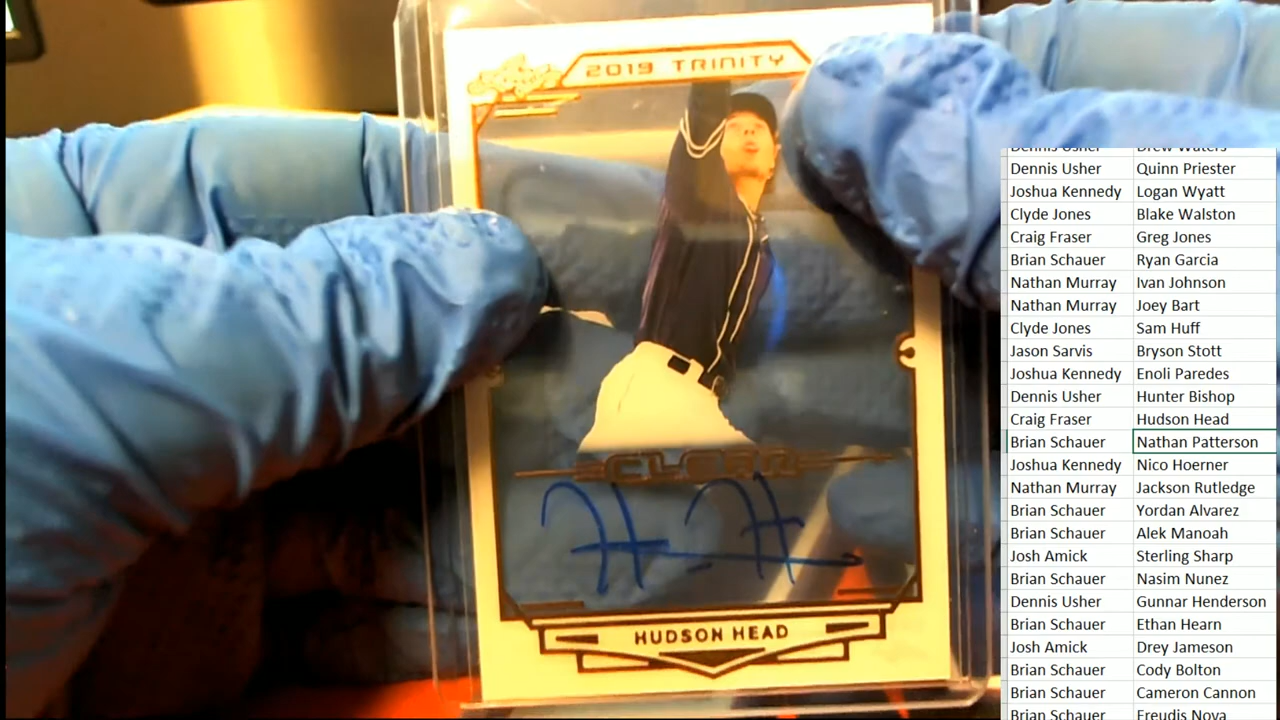 2019 TRINITY
CLEAR
HUDSON HEAD
Dennis Usher Drew Waters
Dennis Usher Quinn Priester
Joshua Kennedy Logan Wyatt
Clyde Jones Blake Walston
Craig Fraser Greg Jones
Brian Schauer Ryan Garcia
Nathan Murray Ivan Johnson
Nathan Murray Joey Bart
Clyde Jones Sam Huff
Jason Sarvis Bryson Stott
Joshua Kennedy Enoli Paredes
Dennis Usher Hunter Bishop
Craig Fraser Hudson Head
Brian Schauer Nathan Patterson
Joshua Kennedy Nico Hoerner
Nathan Murray Jackson Rutledge
Brian Schauer Yordan Alvarez
Brian Schauer Alek Manoah
Josh Amick Sterling Sharp
Brian Schauer Nasim Nunez
Dennis Usher Gunnar Henderson
Brian Schauer Ethan Hearn
Josh Amick Drey Jameson
Brian Schauer Cody Bolton
Brian Schauer Cameron Cannon
Brian Schauer Freudis Nova